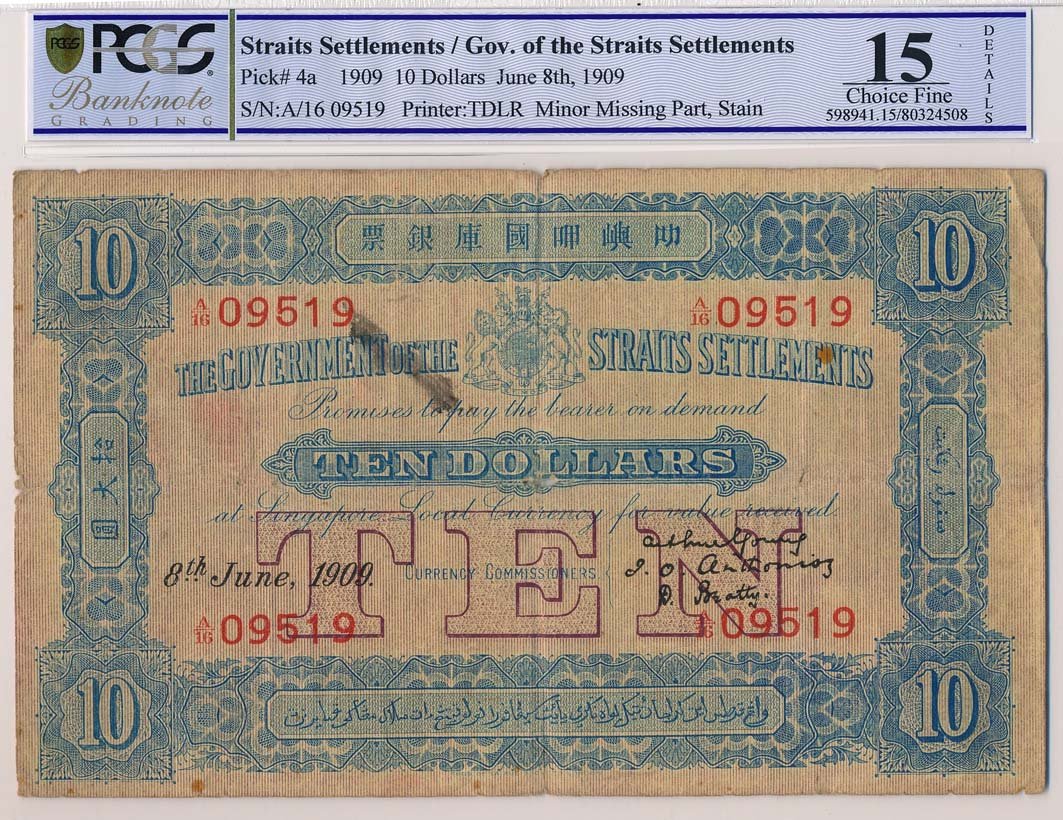 PCGS
PCGS
Banknote
GRADING
Straits Settlements / Gov. of the Straits Settlements
Pick# 4a 1909 10 Dollars June 8th, 1909
S/N:A/16 09519 Printer:TDLR Minor Missing Part, Stain
15
Choice Fine
598941.15/80324508
DETAILS
10
票銀庫國呷嶼叻
10
A/16 09519
A/16 09519
THE GOVERNMENT OF THE STRAITS SETTLEMENTS
Promises to pay the bearer on demand
TEN DOLLARS
at Singapore Local Currency for value received
拾大圓
TEN
8th June, 1909.
CURRENCY COMMISSIONERS
Arthur Young
D. Beatty.
A/16 09519
A/16 09519
10
10